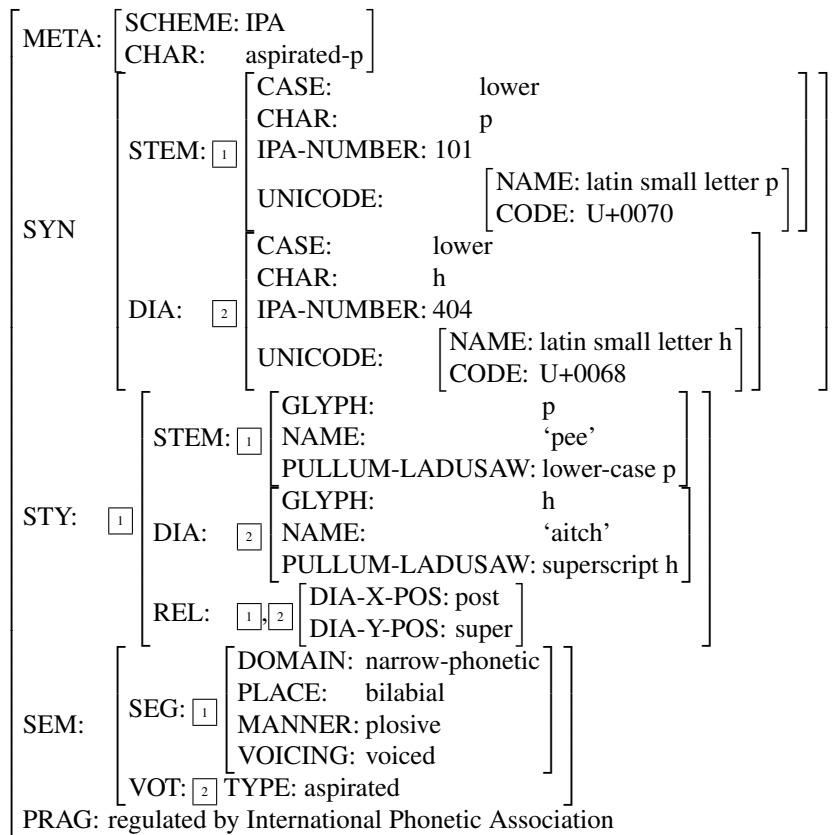 META: SCHEME: IPA
CHAR: aspirated-p
CASE: lower
CHAR: p
STEM: 1 IPA-NUMBER: 101
UNICODE: NAME: latin small letter p
CODE: U+0070
SYN
CASE: lower
CHAR: h
DIA: 2 IPA-NUMBER: 404
UNICODE: NAME: latin small letter h
CODE: U+0068
GLYPH: p
STEM: 1 NAME: ‘pee’
PULLUM-LADUSAW: lower-case p
GLYPH: h
STY: 1 DIA: 2 NAME: ‘aitch’
PULLUM-LADUSAW: superscript h
REL: 1,2 DIA-X-POS: post
DIA-Y-POS: super
DOMAIN: narrow-phonetic
SEG: 1 PLACE: bilabial
SEM: MANNER: plosive
VOICING: voiced
VOT: 2 TYPE: aspirated
PRAG: regulated by International Phonetic Association